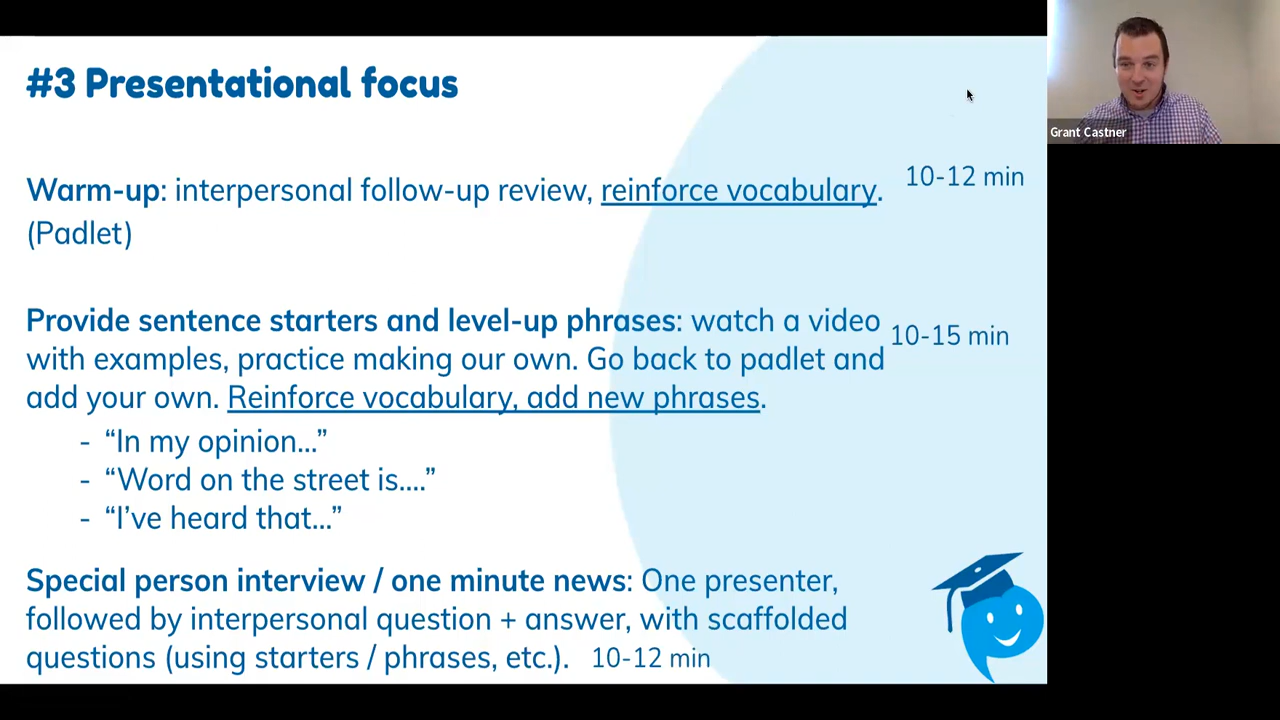 #3 Presentational focus
Grant Castner
Warm-up: interpersonal follow-up review, reinforce vocabulary.
10-12 min
(Padlet)
Provide sentence starters and level-up phrases: watch a video
10-15 min
with examples, practice making our own. Go back to padlet and
add your own. Reinforce vocabulary, add new phrases.
- “In my opinion...”
- “Word on the street is....”
- “I’ve heard that...”
Special person interview / one minute news: One presenter,
followed by interpersonal question + answer, with scaffolded
questions (using starters / phrases, etc.). 10-12 min